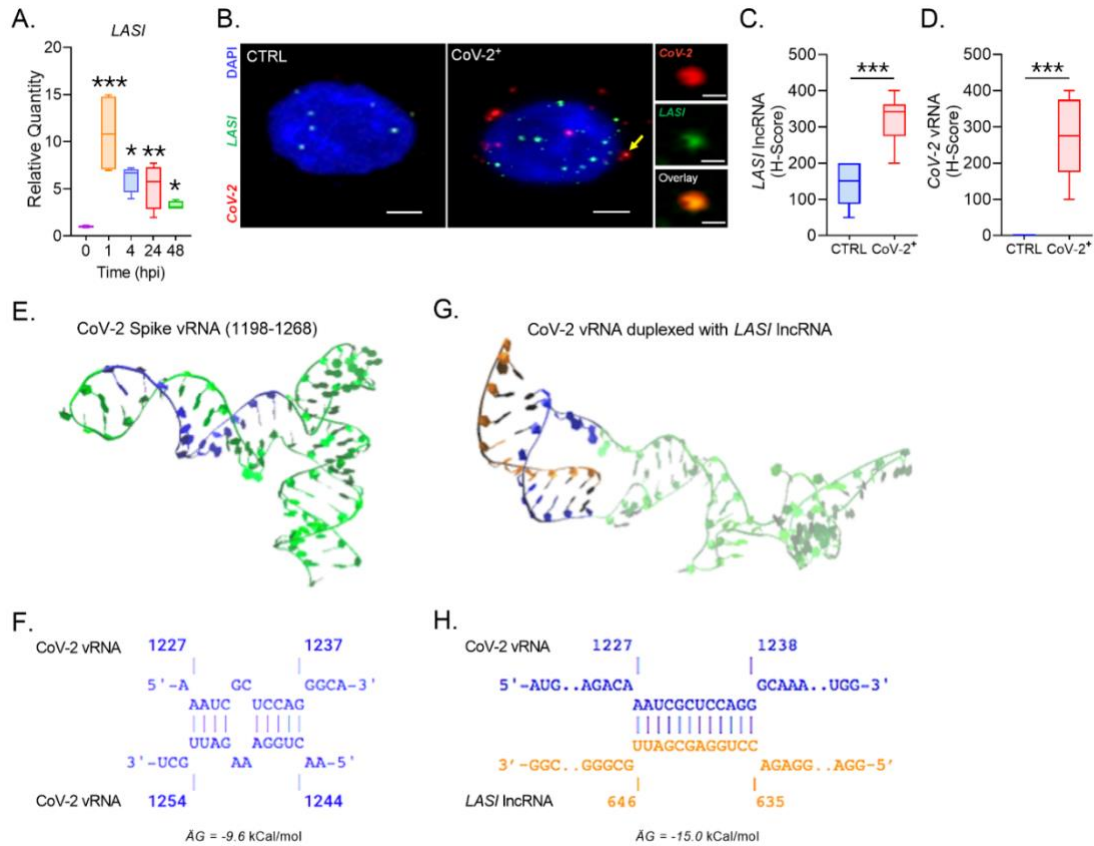 A.
LASI
Relative Quantity
20
15
10
5
0
***
*
**
*
0 1 4 24 48
Time (hpi)
B.
CoV-2 LASI DAPI
CTRL
CoV-2+
CoV-2
LASI
Overlay
C.
LASI lncRNA
(H-Score)
500
400
300
200
100
0
***
CTRL CoV-2+
D.
CoV-2 vRNA
(H-Score)
500
400
300
200
100
0
***
CTRL CoV-2+
E.
CoV-2 Spike vRNA (1198-1268)
G.
CoV-2 vRNA duplexed with LASI lncRNA
F.
CoV-2 vRNA 1227 1237
5'-A GC GGCA-3'
AAUC UCCAG
UUAG AGGUC
3'-UCG AA AA-5'
CoV-2 vRNA 1254 1244
ÄG = -9.6 kCal/mol
H.
CoV-2 vRNA 1227 1238
5'-AUG..AGACA GCAAA..UGG-3'
AAUCGCUCCAGG
UUAGCGAGGUCC
3'-GGC..GGGCG AGAGG..AGG-5'
LASI lncRNA 646 635
ÄG = -15.0 kCal/mol